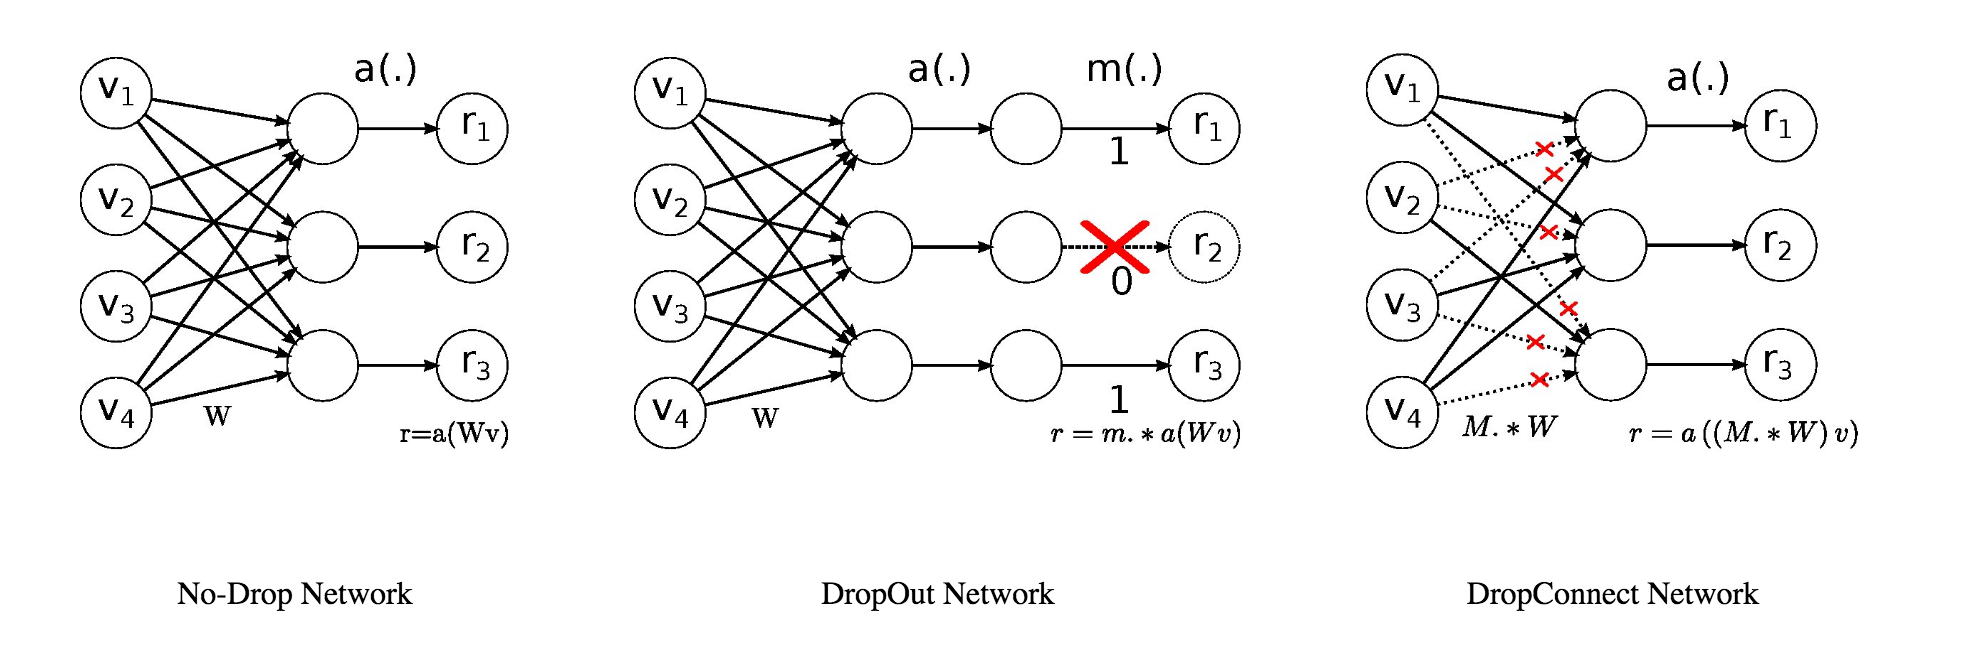 a(.)
v1
v2
v3
v4
r1
r2
r3
W
r=a(Wv)
No-Drop Network
a(.)
m(.)
v1
v2
v3
v4
1
0
1
r1
r2
r3
W
r = m. * a(Wv)
DropOut Network
a(.)
v1
v2
v3
v4
r1
r2
r3
M. * W
r = a ((M. * W) v)
DropConnect Network